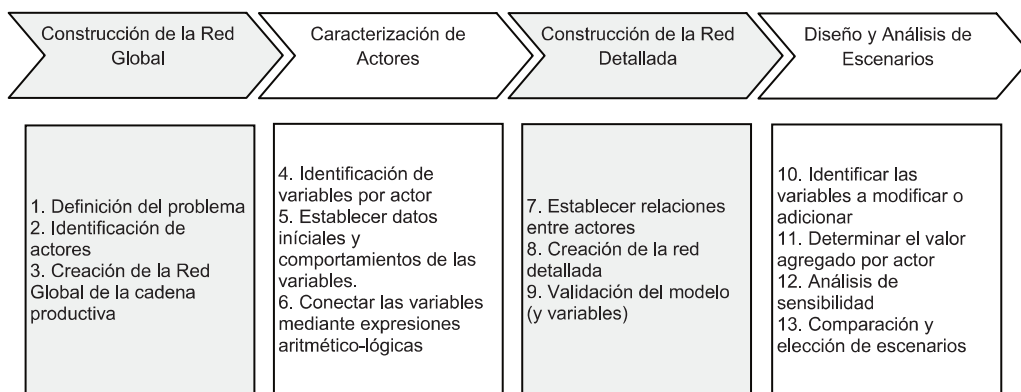 Construcción de la Red
Global
Caracterización de
Actores
Construcción de la Red
Detallada
Diseño y Análisis de
Escenarios
1. Definición del problema
2. Identificación de
actores
3. Creación de la Red
Global de la cadena
productiva
4. Identificación de
variables por actor
5. Establecer datos
iníciales y
comportamientos de las
variables.
6. Conectar las variables
mediante expresiones
aritmético-lógicas
7. Establecer relaciones
entre actores
8. Creación de la red
detallada
9. Validación del modelo
(y variables)
10. Identificar las
variables a modificar o
adicionar
11. Determinar el valor
agregado por actor
12. Análisis de
sensibilidad
13. Comparación y
elección de escenarios